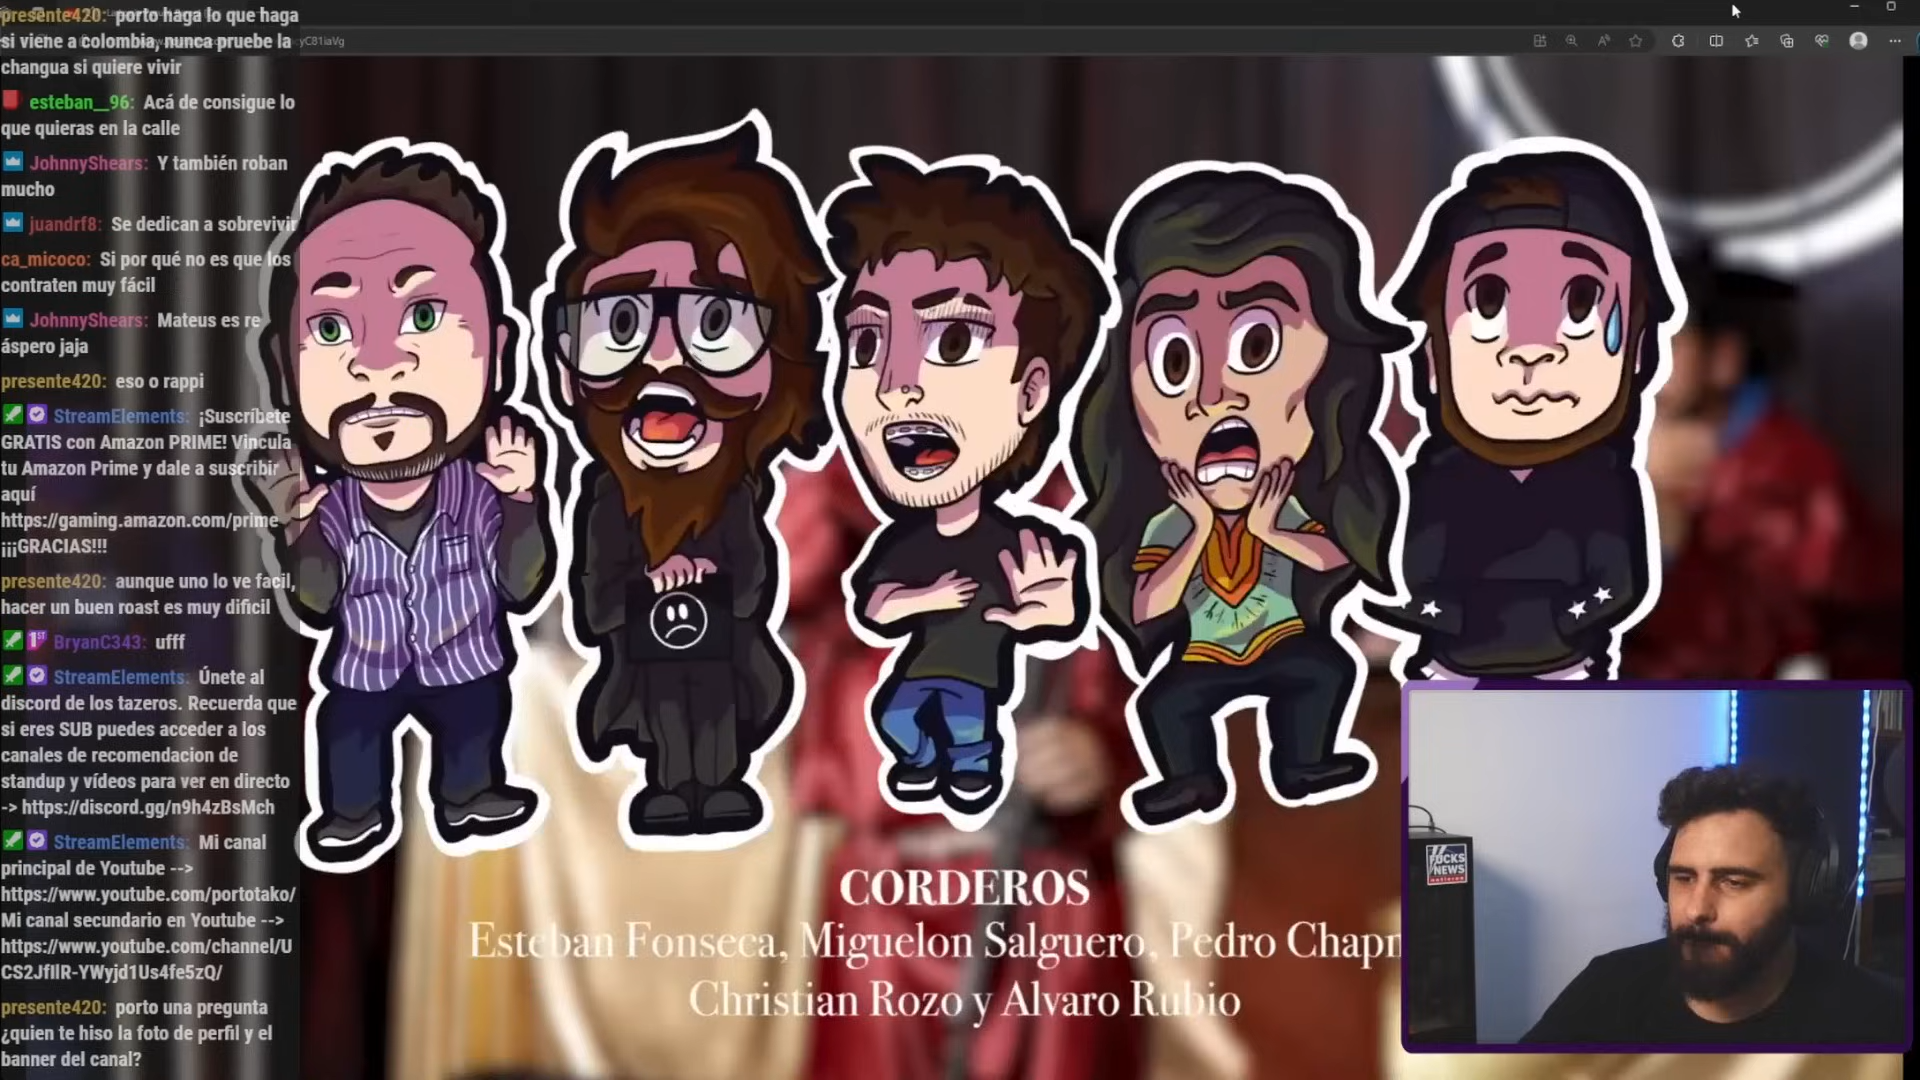 presente420: porto haga lo que haga
si viene a colombia, nunca pruebe la
changua si quiere vivir
yC81iaVg
esteban__96: Acá de consigue lo
que quieras en la calle
JohnnyShears: Y también roban
mucho
juandrf8: Se dedican a sobrevivir
ca_micoco: Si por qué no es que los
contraten muy fácil
JohnnyShears: Mateus es re
áspero jaja
presente420: eso o rappi
StreamElements: ¡Suscríbete
GRATIS con Amazon PRIME! Vincula
tu Amazon Prime y dale a suscribir
aquí
https://gaming.amazon.com/prime
¡¡¡GRACIAS!!!
presente420: aunque uno lo ve facil,
hacer un buen roast es muy dificil
BryanC343: ufff
StreamElements: Únete al
discord de los tazeros. Recuerda que
si eres SUB puedes acceder a los
canales de recomendacion de
standup y vídeos para ver en directo
-> https://discord.gg/n9h4zBsMch
StreamElements: Mi canal
principal de Youtube -->
https://www.youtube.com/portotako/
Mi canal secundario en Youtube -->
https://www.youtube.com/channel/U
CS2JfIlR-YWyjd1Us4fe5zQ/
presente420: porto una pregunta
¿quien te hiso la foto de perfil y el
banner del canal?
CORDEROS
Esteban Fonseca, Miguelon Salguero, Pedro Chap
Christian Rozo y Alvaro Rubio
FUCKS
NEWS
noticras